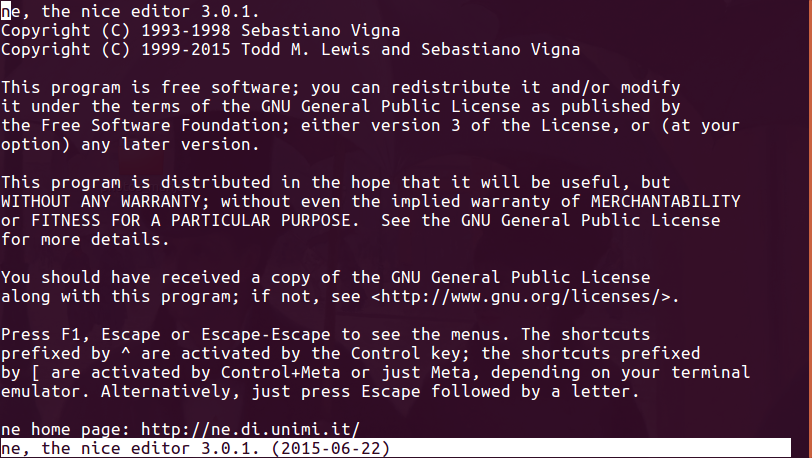 ne, the nice editor 3.0.1.
Copyright (C) 1993-1998 Sebastiano Vigna
Copyright (C) 1999-2015 Todd M. Lewis and Sebastiano Vigna
This program is free software; you can redistribute it and/or modify
it under the terms of the GNU General Public License as published by
the Free Software Foundation; either version 3 of the License, or (at your
option) any later version.
This program is distributed in the hope that it will be useful, but
WITHOUT ANY WARRANTY; without even the implied warranty of MERCHANTABILITY
or FITNESS FOR A PARTICULAR PURPOSE.  See the GNU General Public License
for more details.
You should have received a copy of the GNU General Public License
along with this program; if not, see <http://www.gnu.org/licenses/>.
Press F1, Escape or Escape-Escape to see the menus. The shortcuts
prefixed by ^ are activated by the Control key; the shortcuts prefixed
by [ are activated by Control+Meta or just Meta, depending on your terminal
emulator. Alternatively, just press Escape followed by a letter.
ne home page: http://ne.di.unimi.it/
ne, the nice editor 3.0.1. (2015-06-22)